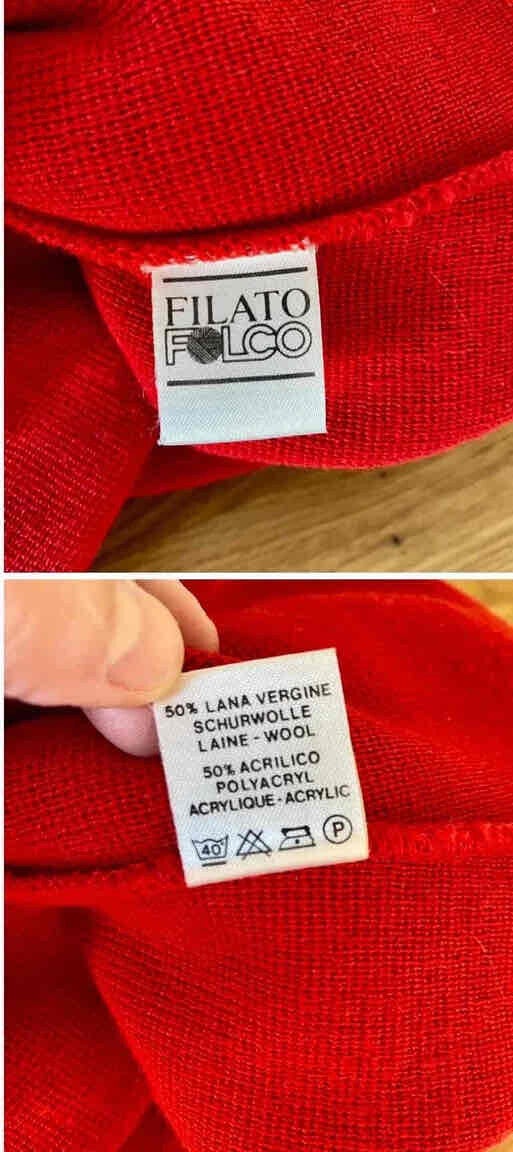 FILATO
FOLCO
50% LANA VERGINE
SCHURWOLLE
LAINE - WOOL
50% ACRILICO
POLYACRYL
ACRYLIQUE - ACRYLIC
40° P